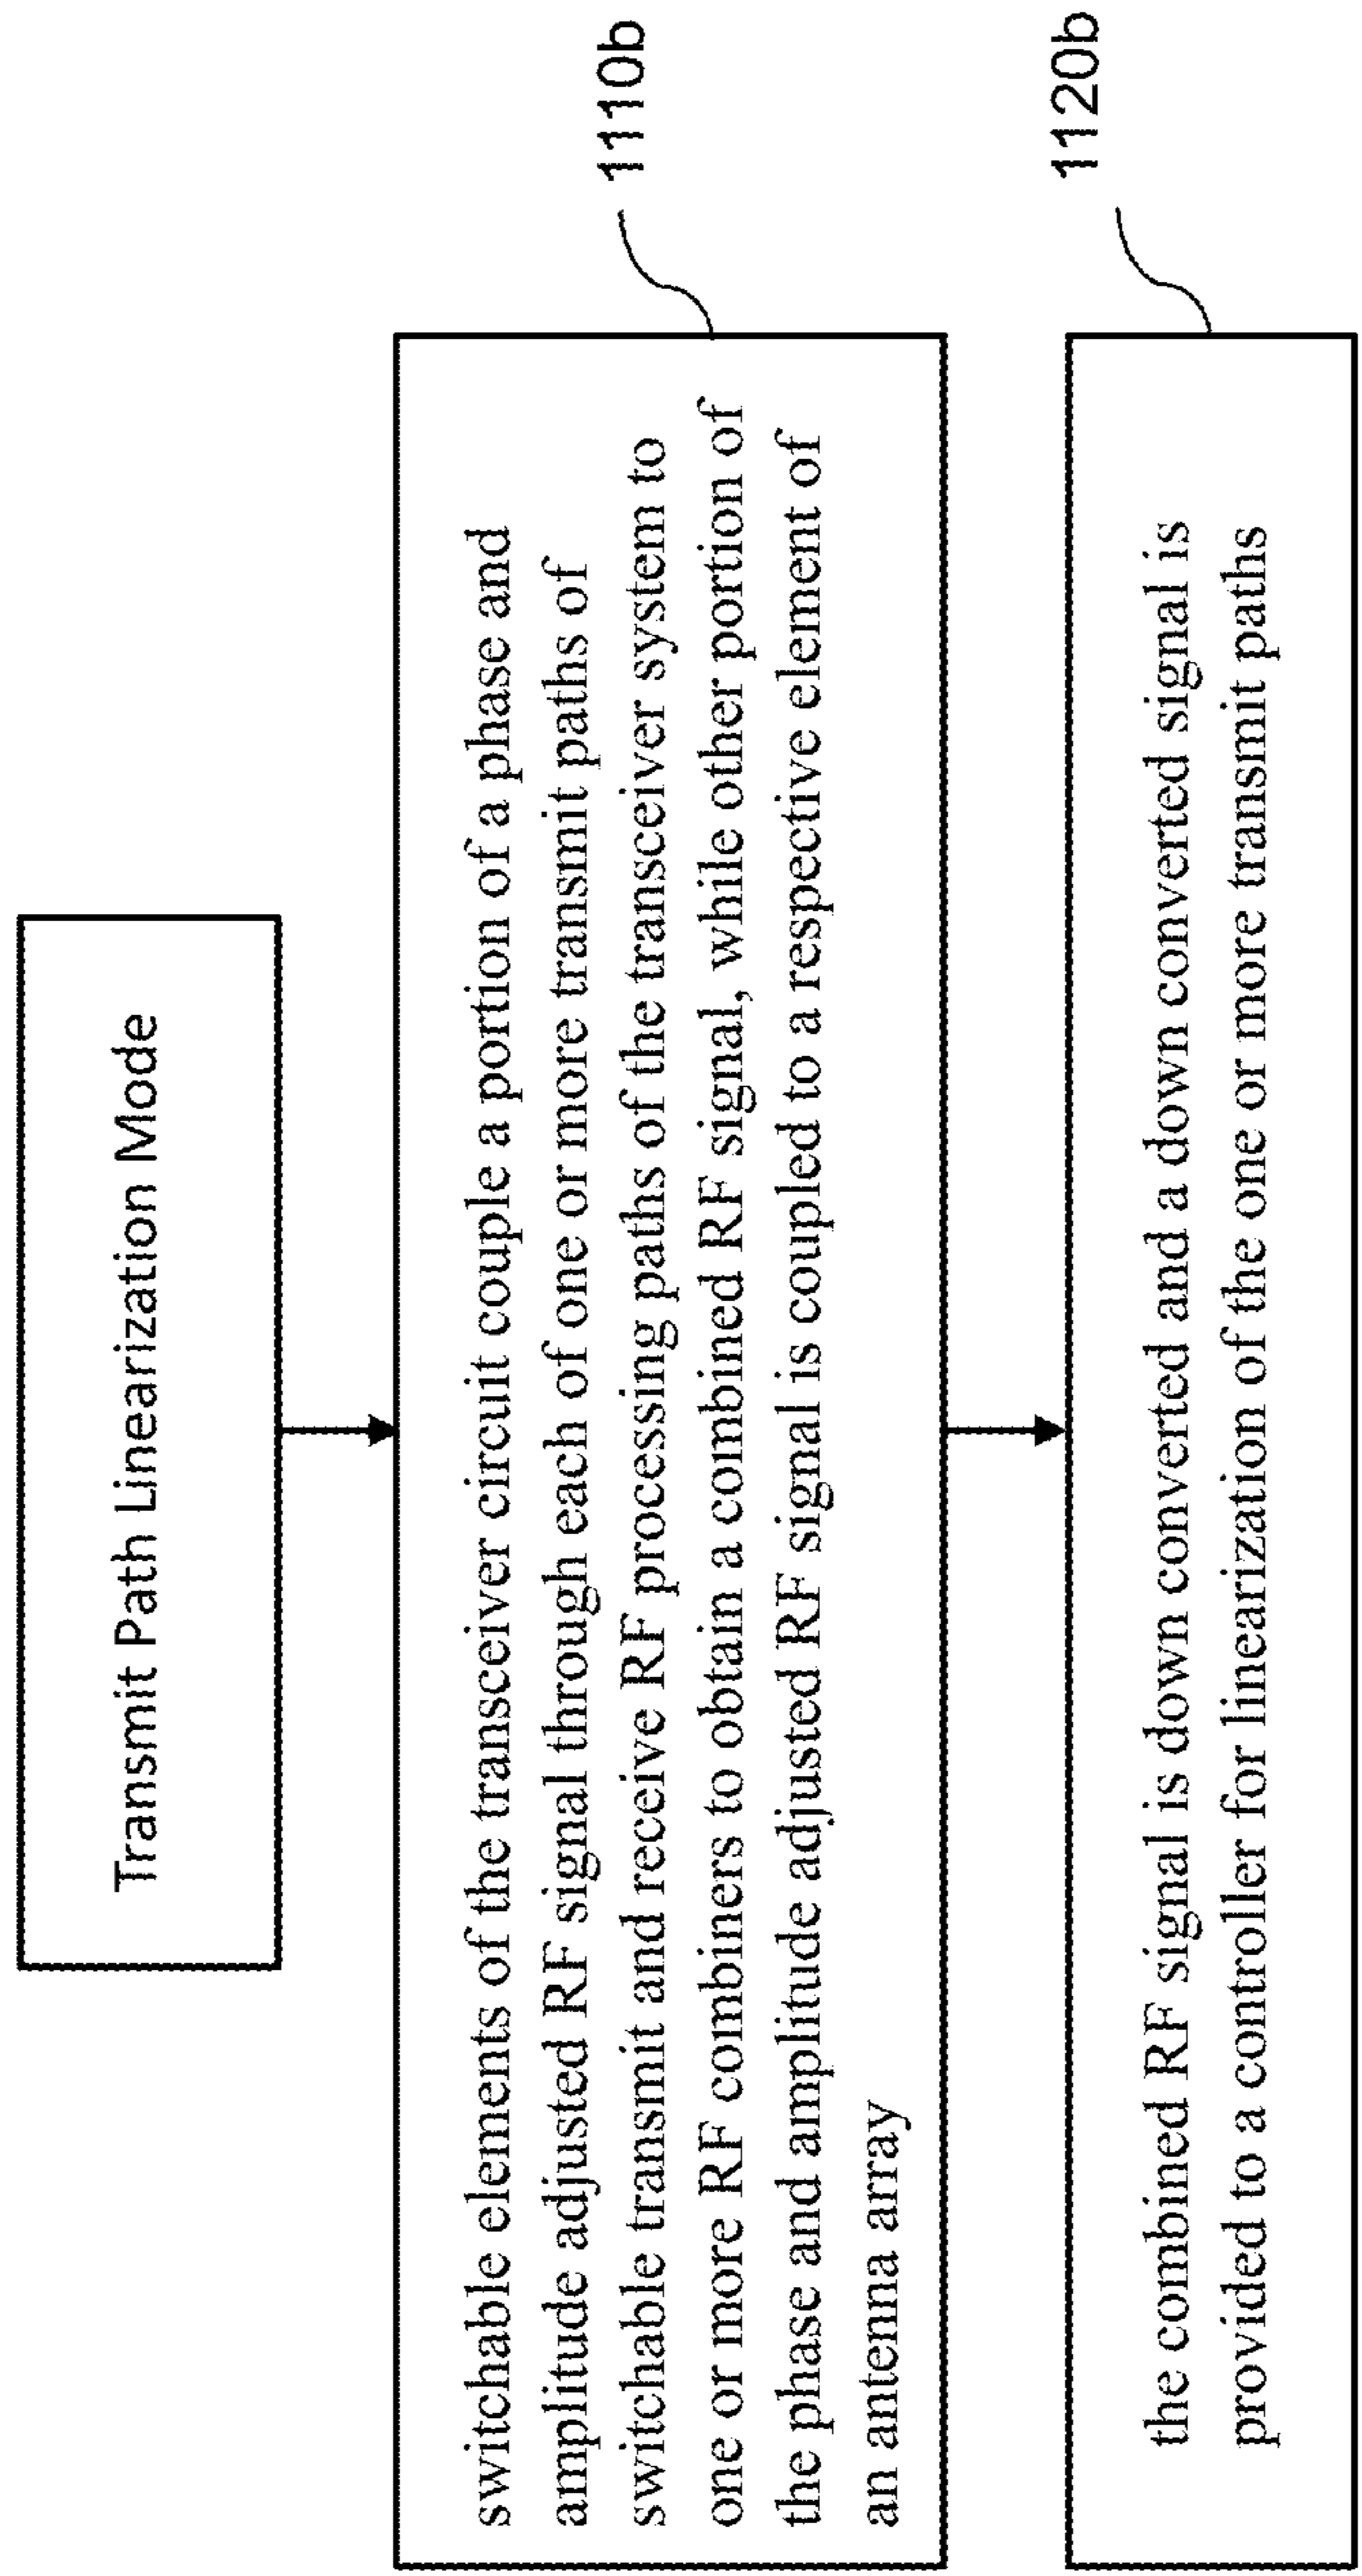 Transmit Path Linearization Mode
switchable elements of the transceiver circuit couple a portion of a phase and
amplitude adjusted RF signal through each of one or more transmit paths of
switchable transmit and receive RF processing paths of the transceiver system to
one or more RF combiners to obtain a combined RF signal, while other portion of
the phase and amplitude adjusted RF signal is coupled to a respective element of
an antenna array
1110b
the combined RF signal is down converted and a down converted signal is
provided to a controller for linearization of the one or more transmit paths
1120b